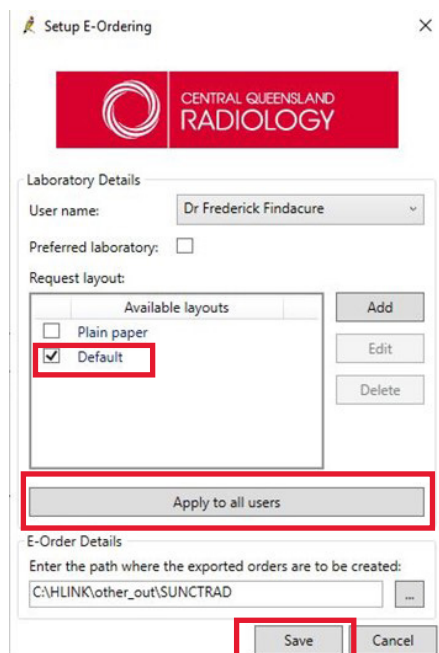 Setup E-Ordering
CENTRAL QUEENSLAND
RADIOLOGY
Laboratory Details
User name: Dr Frederick Findacure
Preferred laboratory:
Request layout:
Available layouts
Add
Plain paper
Default
Edit
Delete
Apply to all users
E-Order Details
Enter the path where the exported orders are to be created:
C:\HLINK\other_out\SUNCTRAD ...
Save Cancel